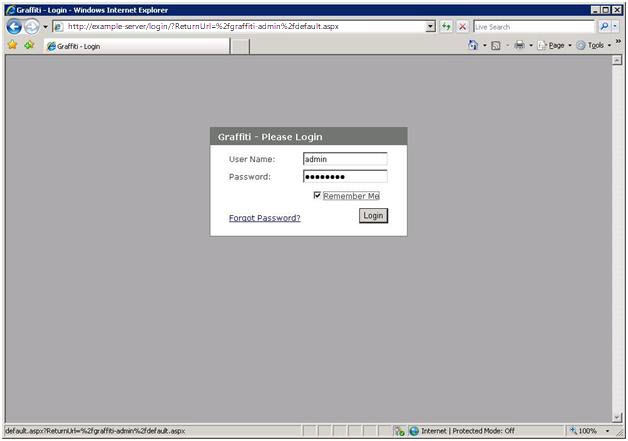 Graffiti - Login - Windows Internet Explorer
http://example-server/login/?ReturnUrl=%2fgraffiti-admin%2fdefault.aspx
Live Search
Graffiti - Login
Page
Tools
»
Graffiti - Please Login
User Name: admin
Password: ●●●●●●●●
Remember Me
Forgot Password? Login
default.aspx?ReturnUrl=%2fgraffiti-admin%2fdefault.aspx Internet | Protected Mode: Off 100%